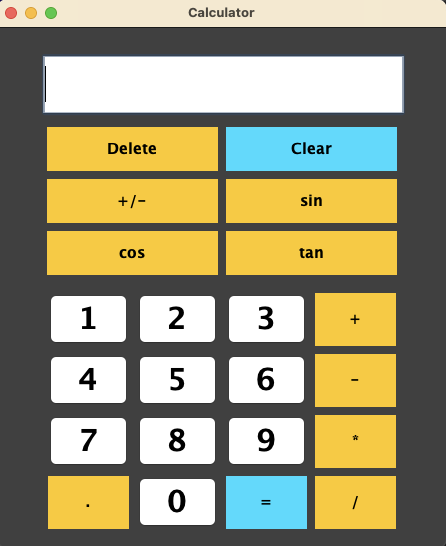 Calculator
Delete Clear
+/- sin
cos tan
1 2 3 +
4 5 6 -
7 8 9 *
. 0 = /